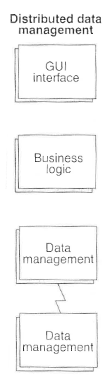 Distributed data
management
GUI
interface
Business
logic
Data
management
Data
management